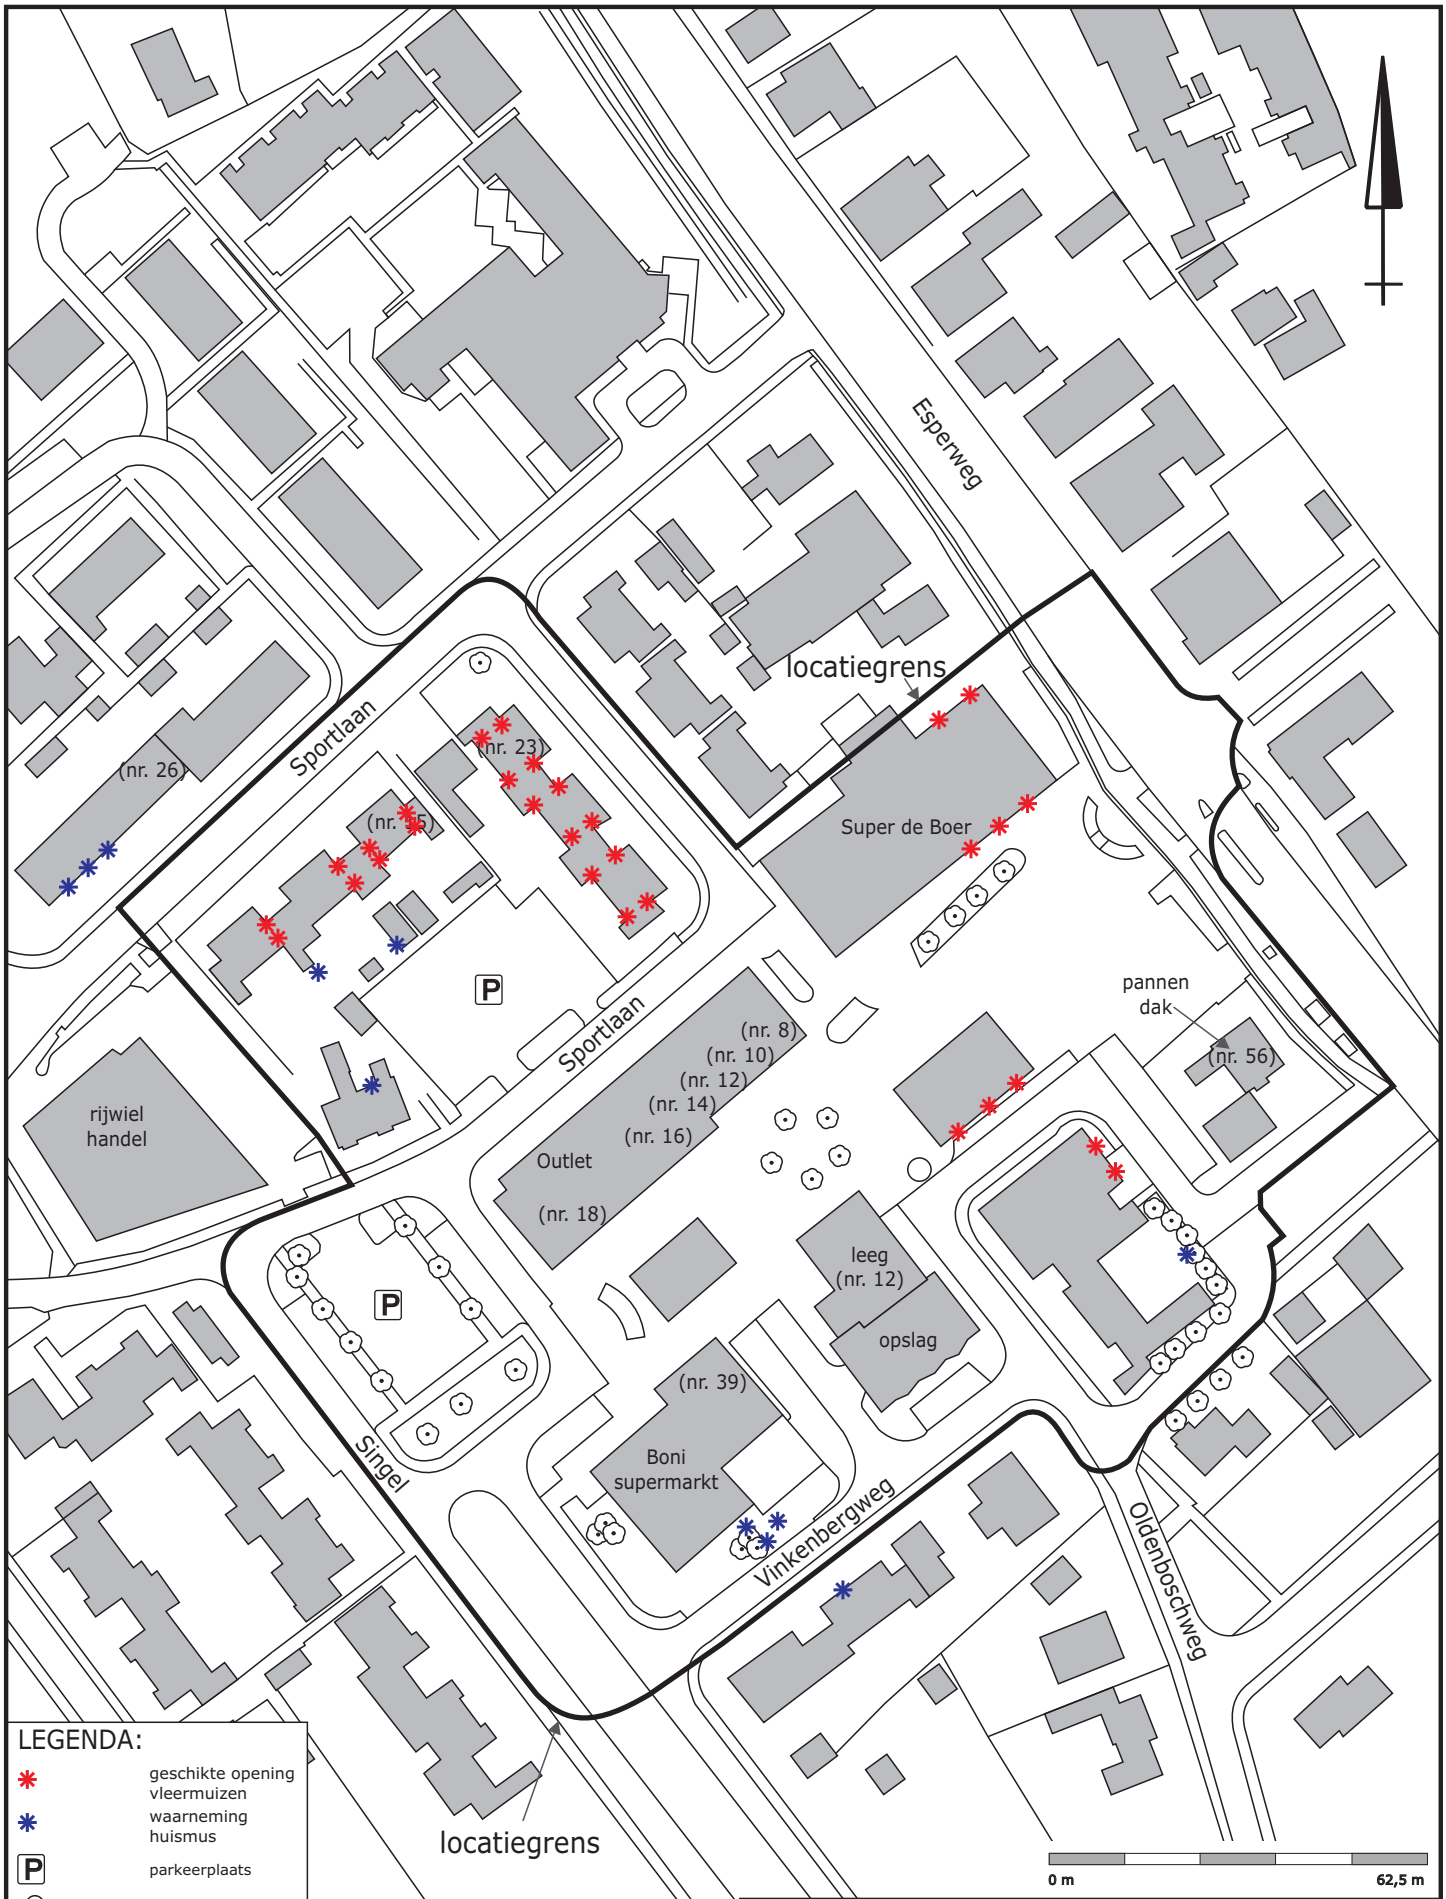 Esperweg
locatiegrens
Sportlaan
(nr. 26)
(nr. 23)
(nr. 15)
Super de Boer
P
pannen
dak
(nr. 56)
Sportlaan
(nr. 8)
(nr. 10)
(nr. 12)
(nr. 14)
(nr. 16)
Outlet
(nr. 18)
rijwiel
handel
leeg
(nr. 12)
opslag
P
(nr. 39)
Boni
supermarkt
Singel
Vinkenbergweg
Oldenboschweg
LEGENDA:
geschikte opening
vleermuizen
waarneming
huismus
P parkeerplaats
locatiegrens
0 m 62,5 m